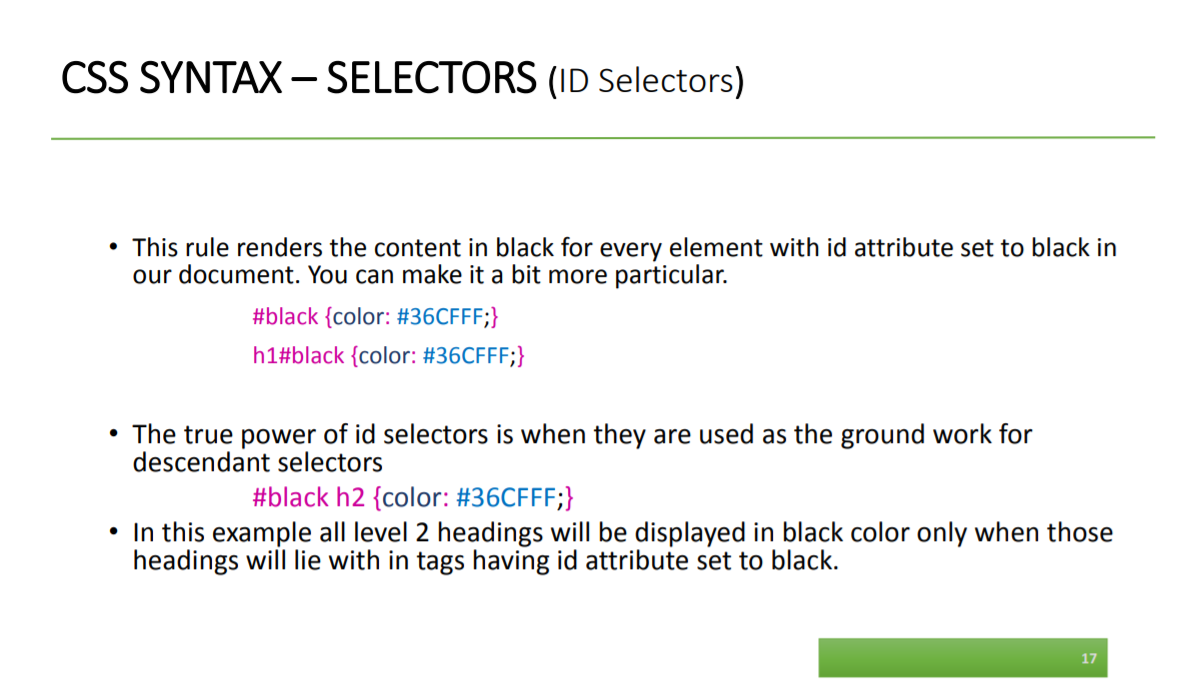 CSS SYNTAX – SELECTORS (ID Selectors)
• This rule renders the content in black for every element with id attribute set to black in
our document. You can make it a bit more particular.
#black {color: #36CFFF;}
h1#black {color: #36CFFF;}
• The true power of id selectors is when they are used as the ground work for
descendant selectors
#black h2 {color: #36CFFF;}
• In this example all level 2 headings will be displayed in black color only when those
headings will lie with in tags having id attribute set to black.
17